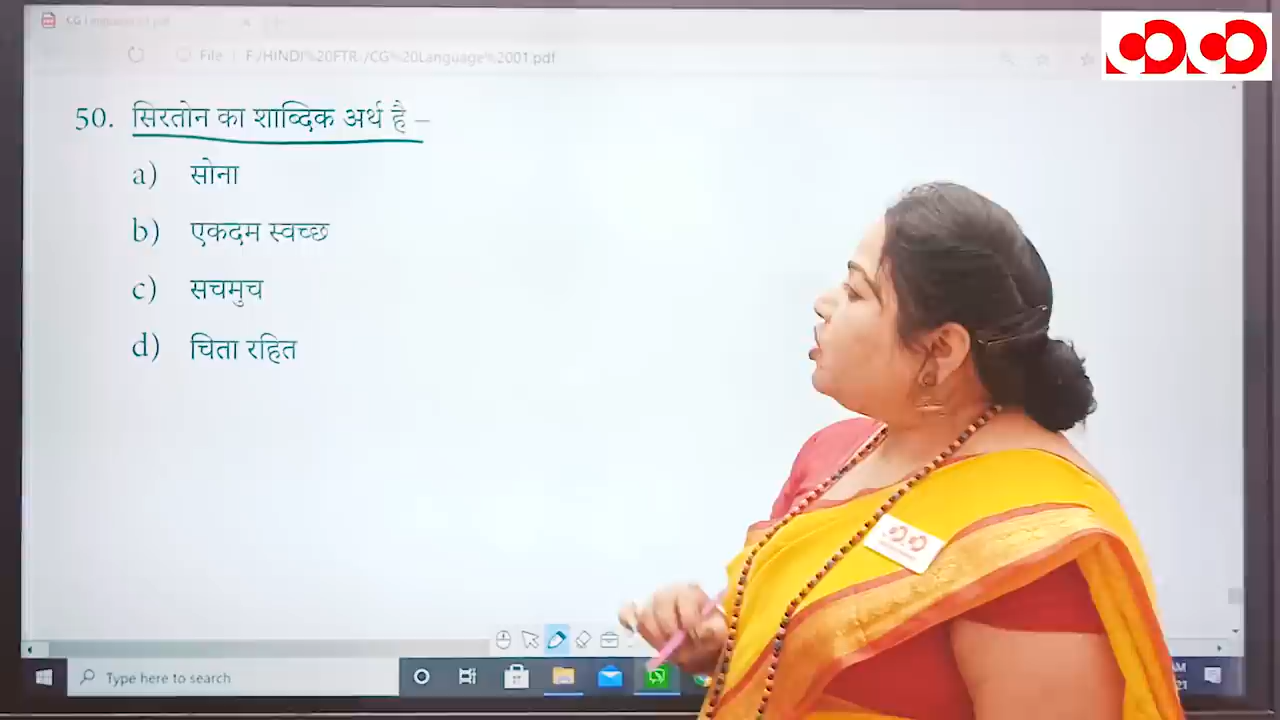 File F:/HINDI%20FTR./CG%20Language%2001.pdf
50. सिरतोन का शाब्दिक अर्थ है –
a) सोना
b) एकदम स्वच्छ
c) सचमुच
d) चिता रहित
Type here to search